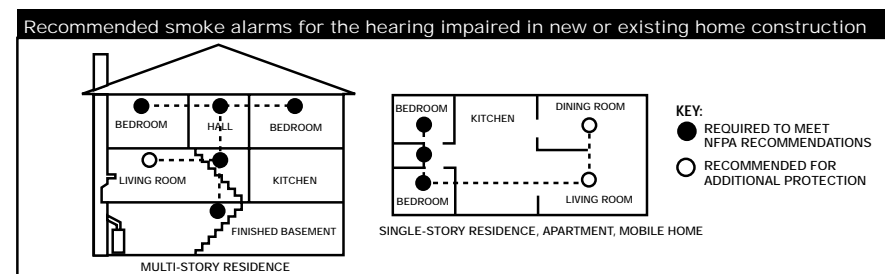 Recommended smoke alarms for the hearing impaired in new or existing home construction
BEDROOM
HALL
BEDROOM
LIVING ROOM
KITCHEN
FINISHED BASEMENT
MULTI-STORY RESIDENCE
BEDROOM
KITCHEN
DINING ROOM
BEDROOM
LIVING ROOM
SINGLE-STORY RESIDENCE, APARTMENT, MOBILE HOME
KEY:
REQUIRED TO MEET
NFPA RECOMMENDATIONS
RECOMMENDED FOR
ADDITIONAL PROTECTION